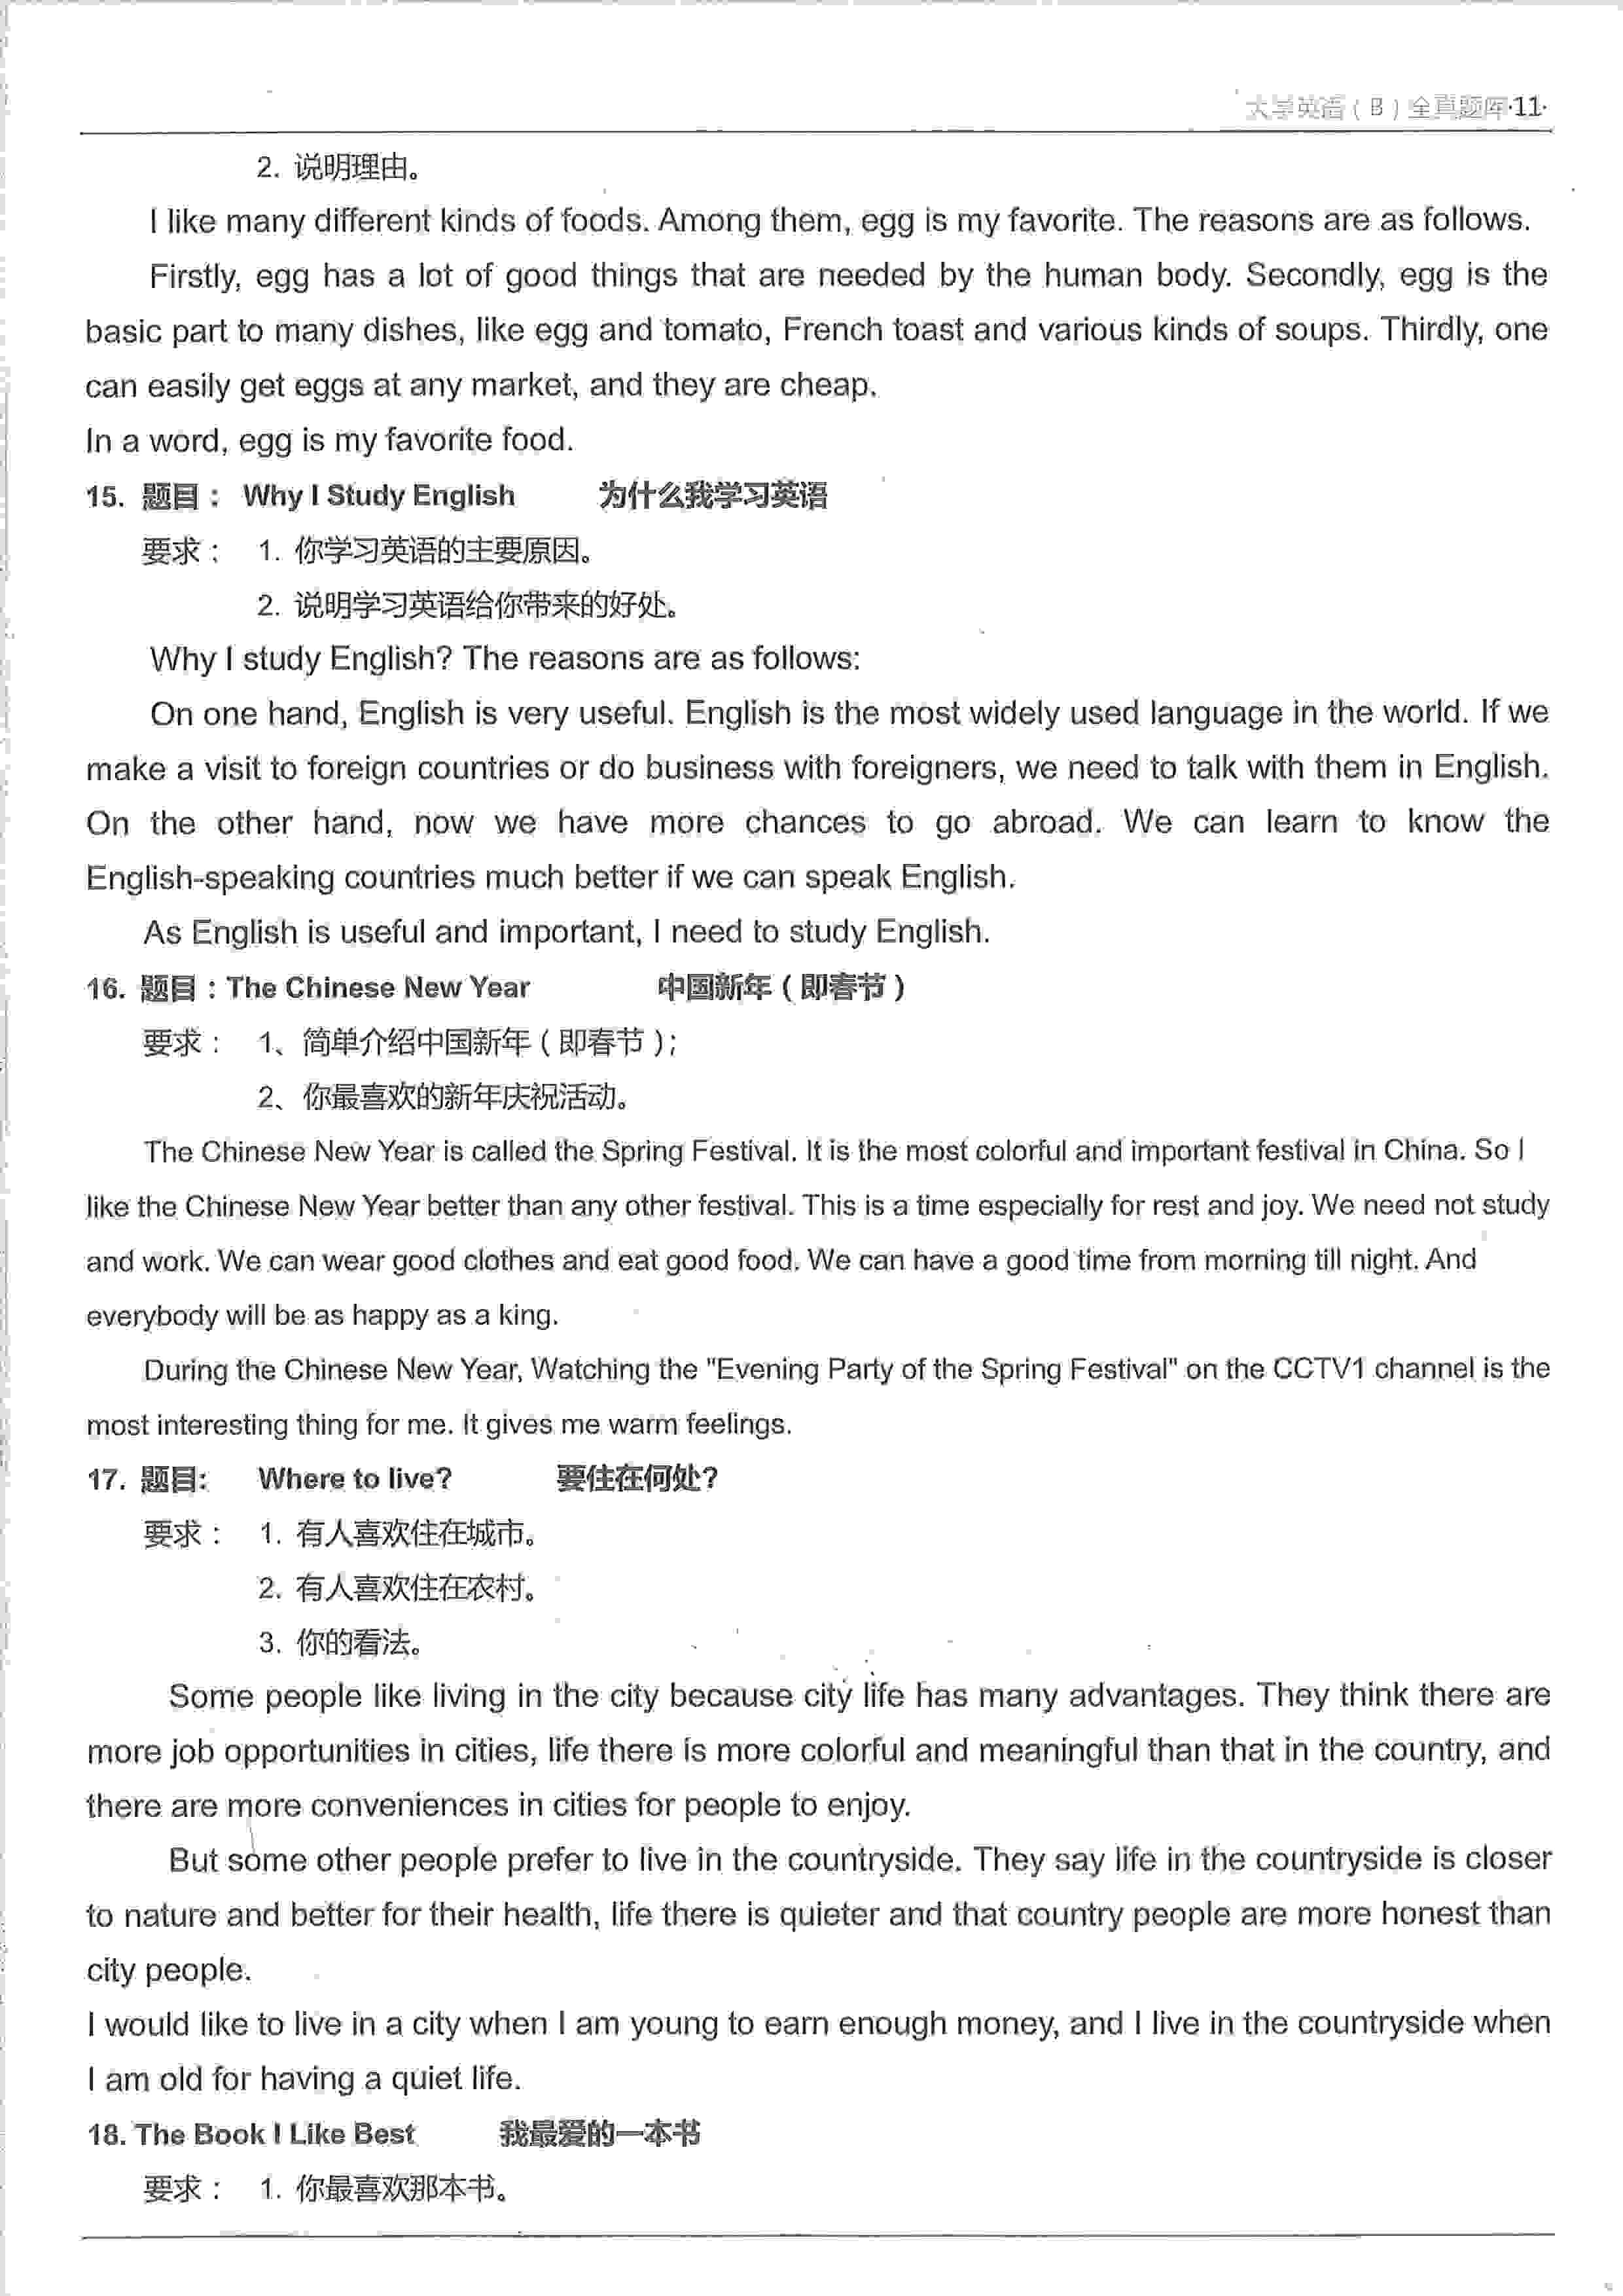 大学英语（B）全真题库·11·
2. 说明理由。
I like many different kinds of foods. Among them, egg is my favorite. The reasons are as follows.
Firstly, egg has a lot of good things that are needed by the human body. Secondly, egg is the
basic part to many dishes, like egg and tomato, French toast and various kinds of soups. Thirdly, one
can easily get eggs at any market, and they are cheap.
In a word, egg is my favorite food.
15. 题目： Why I Study English 为什么我学习英语
要求： 1. 你学习英语的主要原因。
2. 说明学习英语给你带来的好处。
Why I study English? The reasons are as follows:
On one hand, English is very useful. English is the most widely used language in the world. If we
make a visit to foreign countries or do business with foreigners, we need to talk with them in English.
On the other hand, now we have more chances to go abroad. We can learn to know the
English-speaking countries much better if we can speak English.
As English is useful and important, I need to study English.
16. 题目：The Chinese New Year 中国新年（即春节）
要求： 1、简单介绍中国新年（即春节）；
2、你最喜欢的新年庆祝活动。
The Chinese New Year is called the Spring Festival. It is the most colorful and important festival in China. So I
like the Chinese New Year better than any other festival. This is a time especially for rest and joy. We need not study
and work. We can wear good clothes and eat good food. We can have a good time from morning till night. And
everybody will be as happy as a king.
During the Chinese New Year, Watching the "Evening Party of the Spring Festival" on the CCTV1 channel is the
most interesting thing for me. It gives me warm feelings.
17. 题目: Where to live? 要住在何处?
要求： 1. 有人喜欢住在城市。
2. 有人喜欢住在农村。
3. 你的看法。
Some people like living in the city because city life has many advantages. They think there are
more job opportunities in cities, life there is more colorful and meaningful than that in the country, and
there are more conveniences in cities for people to enjoy.
But some other people prefer to live in the countryside. They say life in the countryside is closer
to nature and better for their health, life there is quieter and that country people are more honest than
city people.
I would like to live in a city when I am young to earn enough money, and I live in the countryside when
I am old for having a quiet life.
18. The Book I Like Best 我最爱的一本书
要求： 1. 你最喜欢那本书。